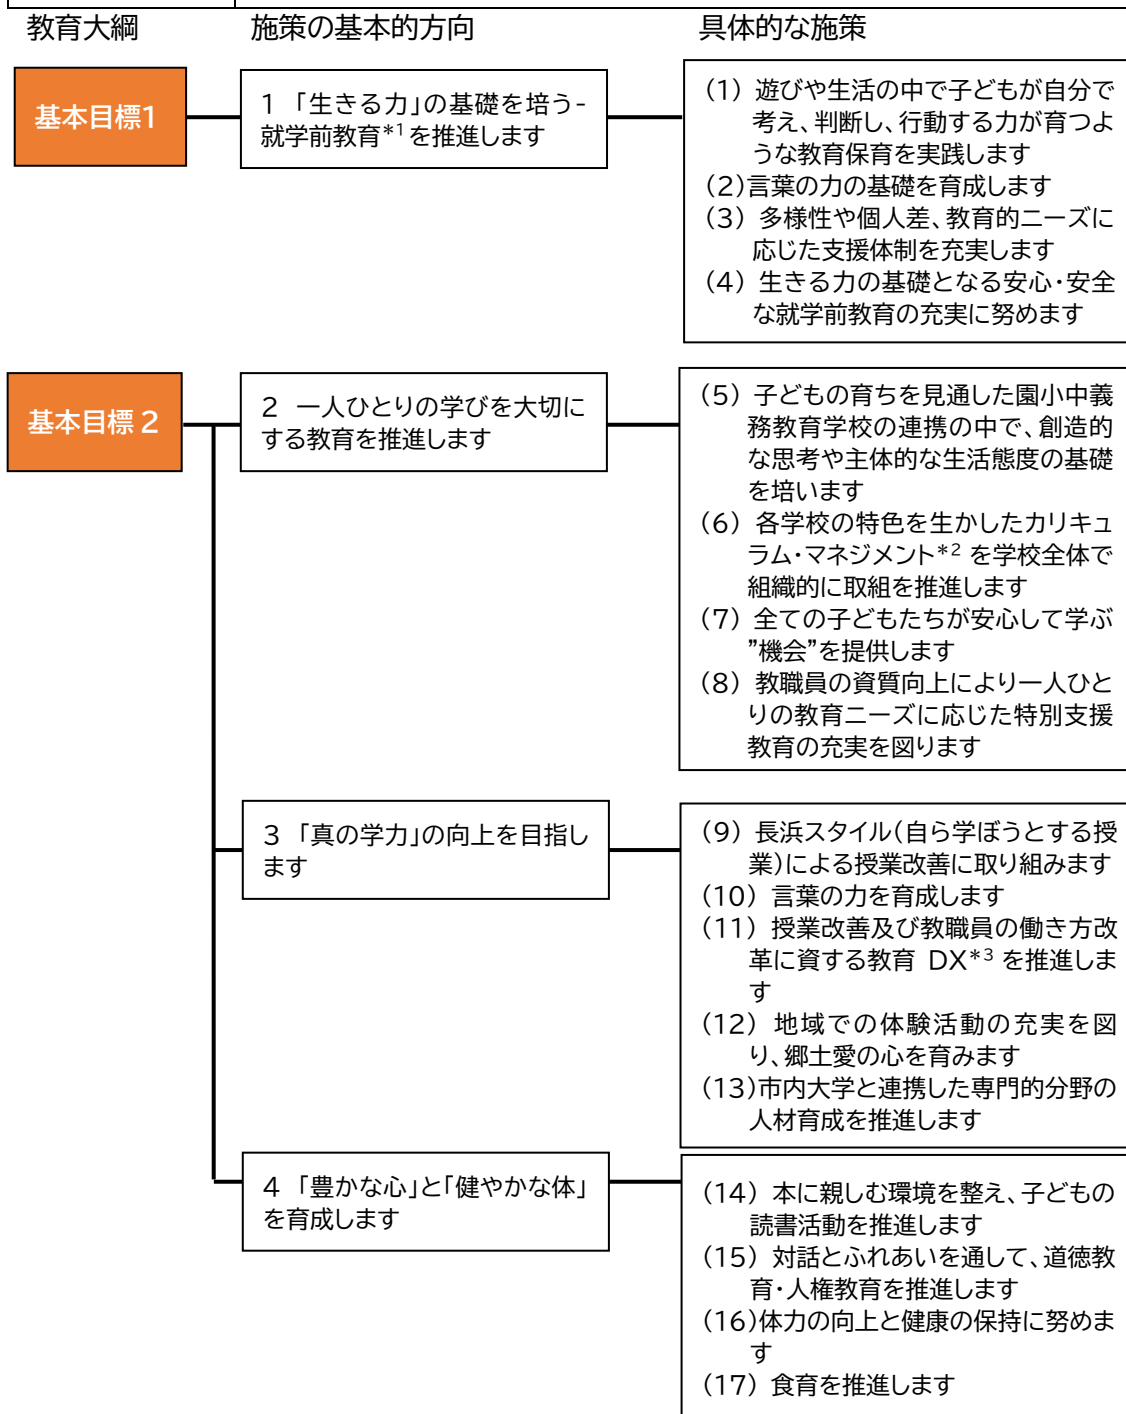 教育大綱
施策の基本的方向
具体的な施策
基本目標1
1 「生きる力」の基礎を培う-
就学前教育*1を推進します
(1) 遊びや生活の中で子どもが自分で
考え、判断し、行動する力が育つよ
うな教育保育を実践します
(2)言葉の力の基礎を育成します
(3) 多様性や個人差、教育的ニーズに
応じた支援体制を充実します
(4) 生きる力の基礎となる安心・安全
な就学前教育の充実に努めます
基本目標 2
2 一人ひとりの学びを大切に
する教育を推進します
(5) 子どもの育ちを見通した園小中義
務教育学校の連携の中で、創造的
な思考や主体的な生活態度の基礎
を培います
(6) 各学校の特色を生かしたカリキュ
ラム・マネジメント*2 を学校全体で
組織的に取組を推進します
(7) 全ての子どもたちが安心して学ぶ
”機会”を提供します
(8) 教職員の資質向上により一人ひと
りの教育ニーズに応じた特別支援
教育の充実を図ります
3 「真の学力」の向上を目指し
ます
(9) 長浜スタイル(自ら学ぼうとする授
業)による授業改善に取り組みます
(10) 言葉の力を育成します
(11) 授業改善及び教職員の働き方改
革に資する教育 DX*3 を推進しま
す
(12) 地域での体験活動の充実を図
り、郷土愛の心を育みます
(13)市内大学と連携した専門的分野の
人材育成を推進します
4 「豊かな心」と「健やかな体」
を育成します
(14) 本に親しむ環境を整え、子どもの
読書活動を推進します
(15) 対話とふれあいを通して、道徳教
育・人権教育を推進します
(16)体力の向上と健康の保持に努めま
す
(17) 食育を推進します